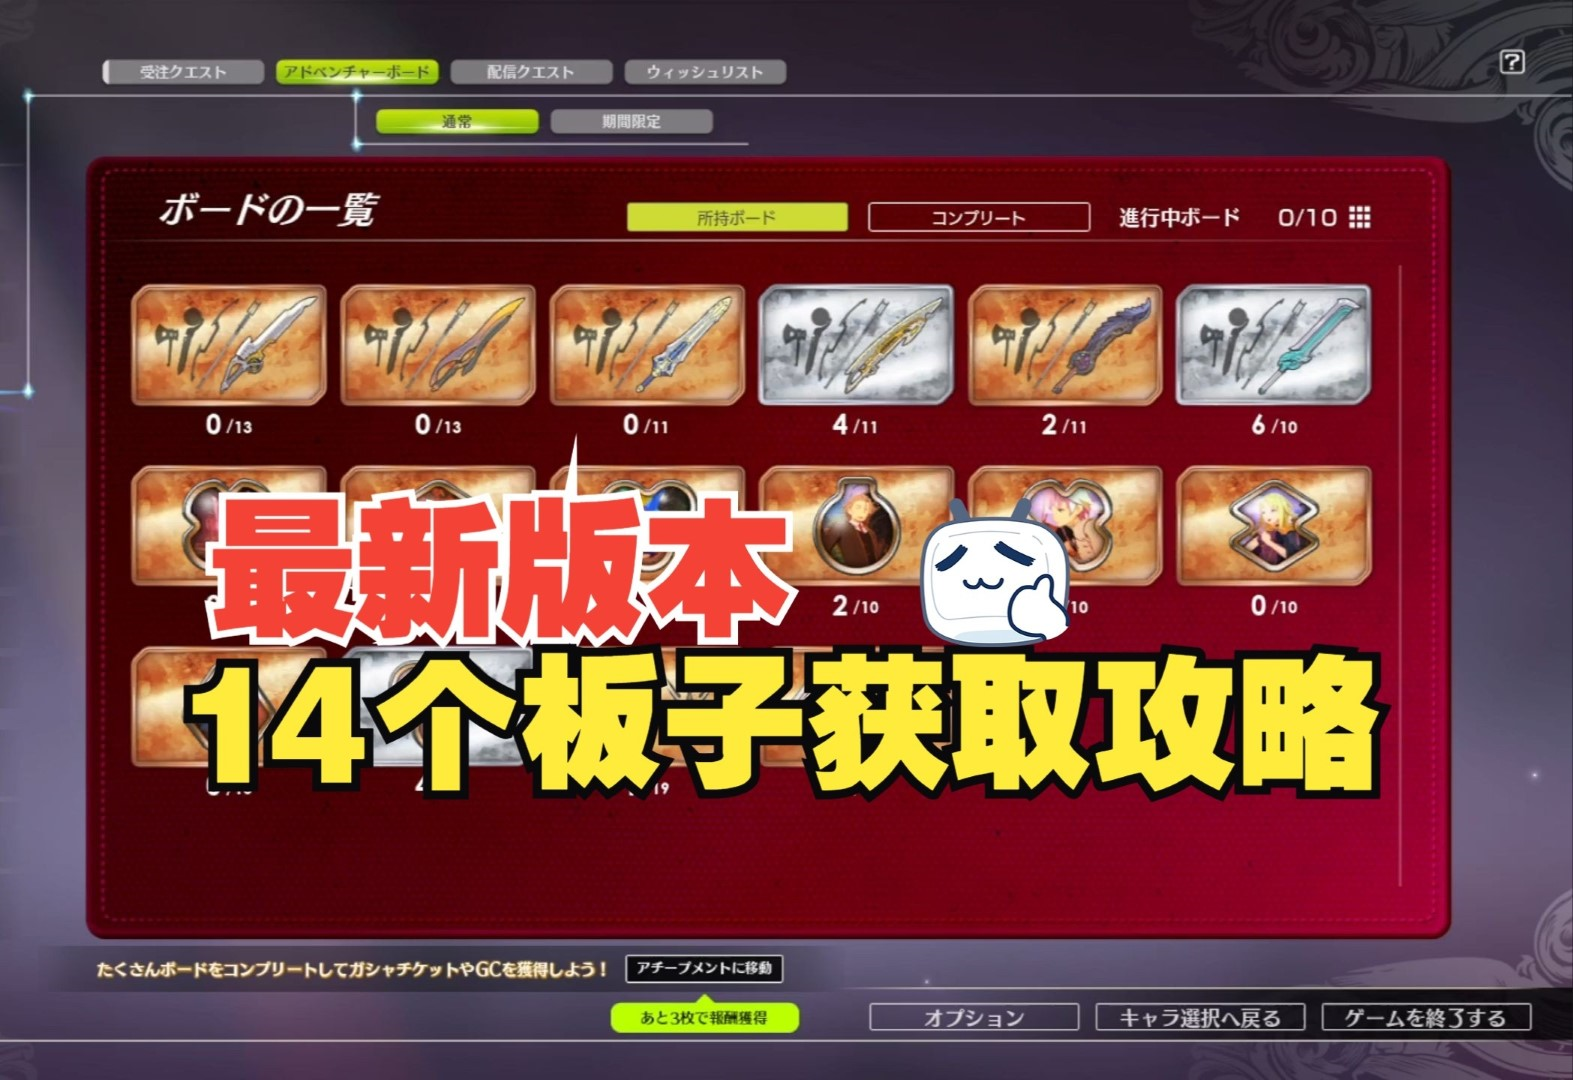 受注クエスト アドベンチャーボード 配信クエスト ウィッシュリスト ?
通常 期間限定
ボードの一覧 所持ボード コンプリート 進行中ボード 0/10
0/13 0/13 0/11 4/11 2/11 6/10
最新版本
2/10 /10 0/10
14个板子获取攻略
たくさんボードをコンプリートしてガシャチケットやGCを獲得しよう! アチーブメントに移動
あと3枚で報酬獲得 オプション キャラ選択へ戻る ゲームを終了する